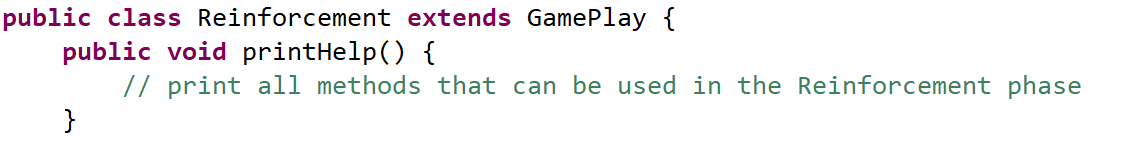 public class Reinforcement extends GamePlay {
    public void printHelp() {
        // print all methods that can be used in the Reinforcement phase
    }